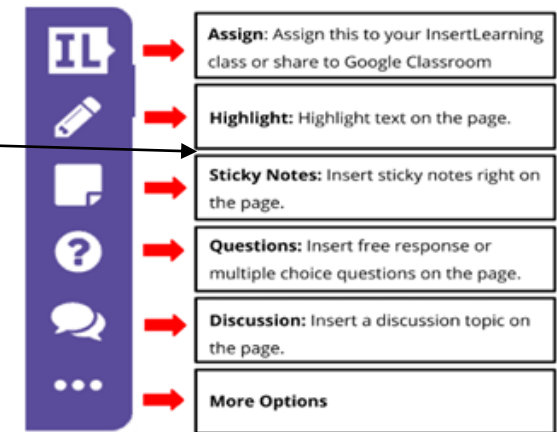 IL
Assign: Assign this to your InsertLearning
class or share to Google Classroom
Highlight: Highlight text on the page.
Sticky Notes: Insert sticky notes right on
the page.
?
Questions: Insert free response or
multiple choice questions on the page.
Discussion: Insert a discussion topic on
the page.
More Options